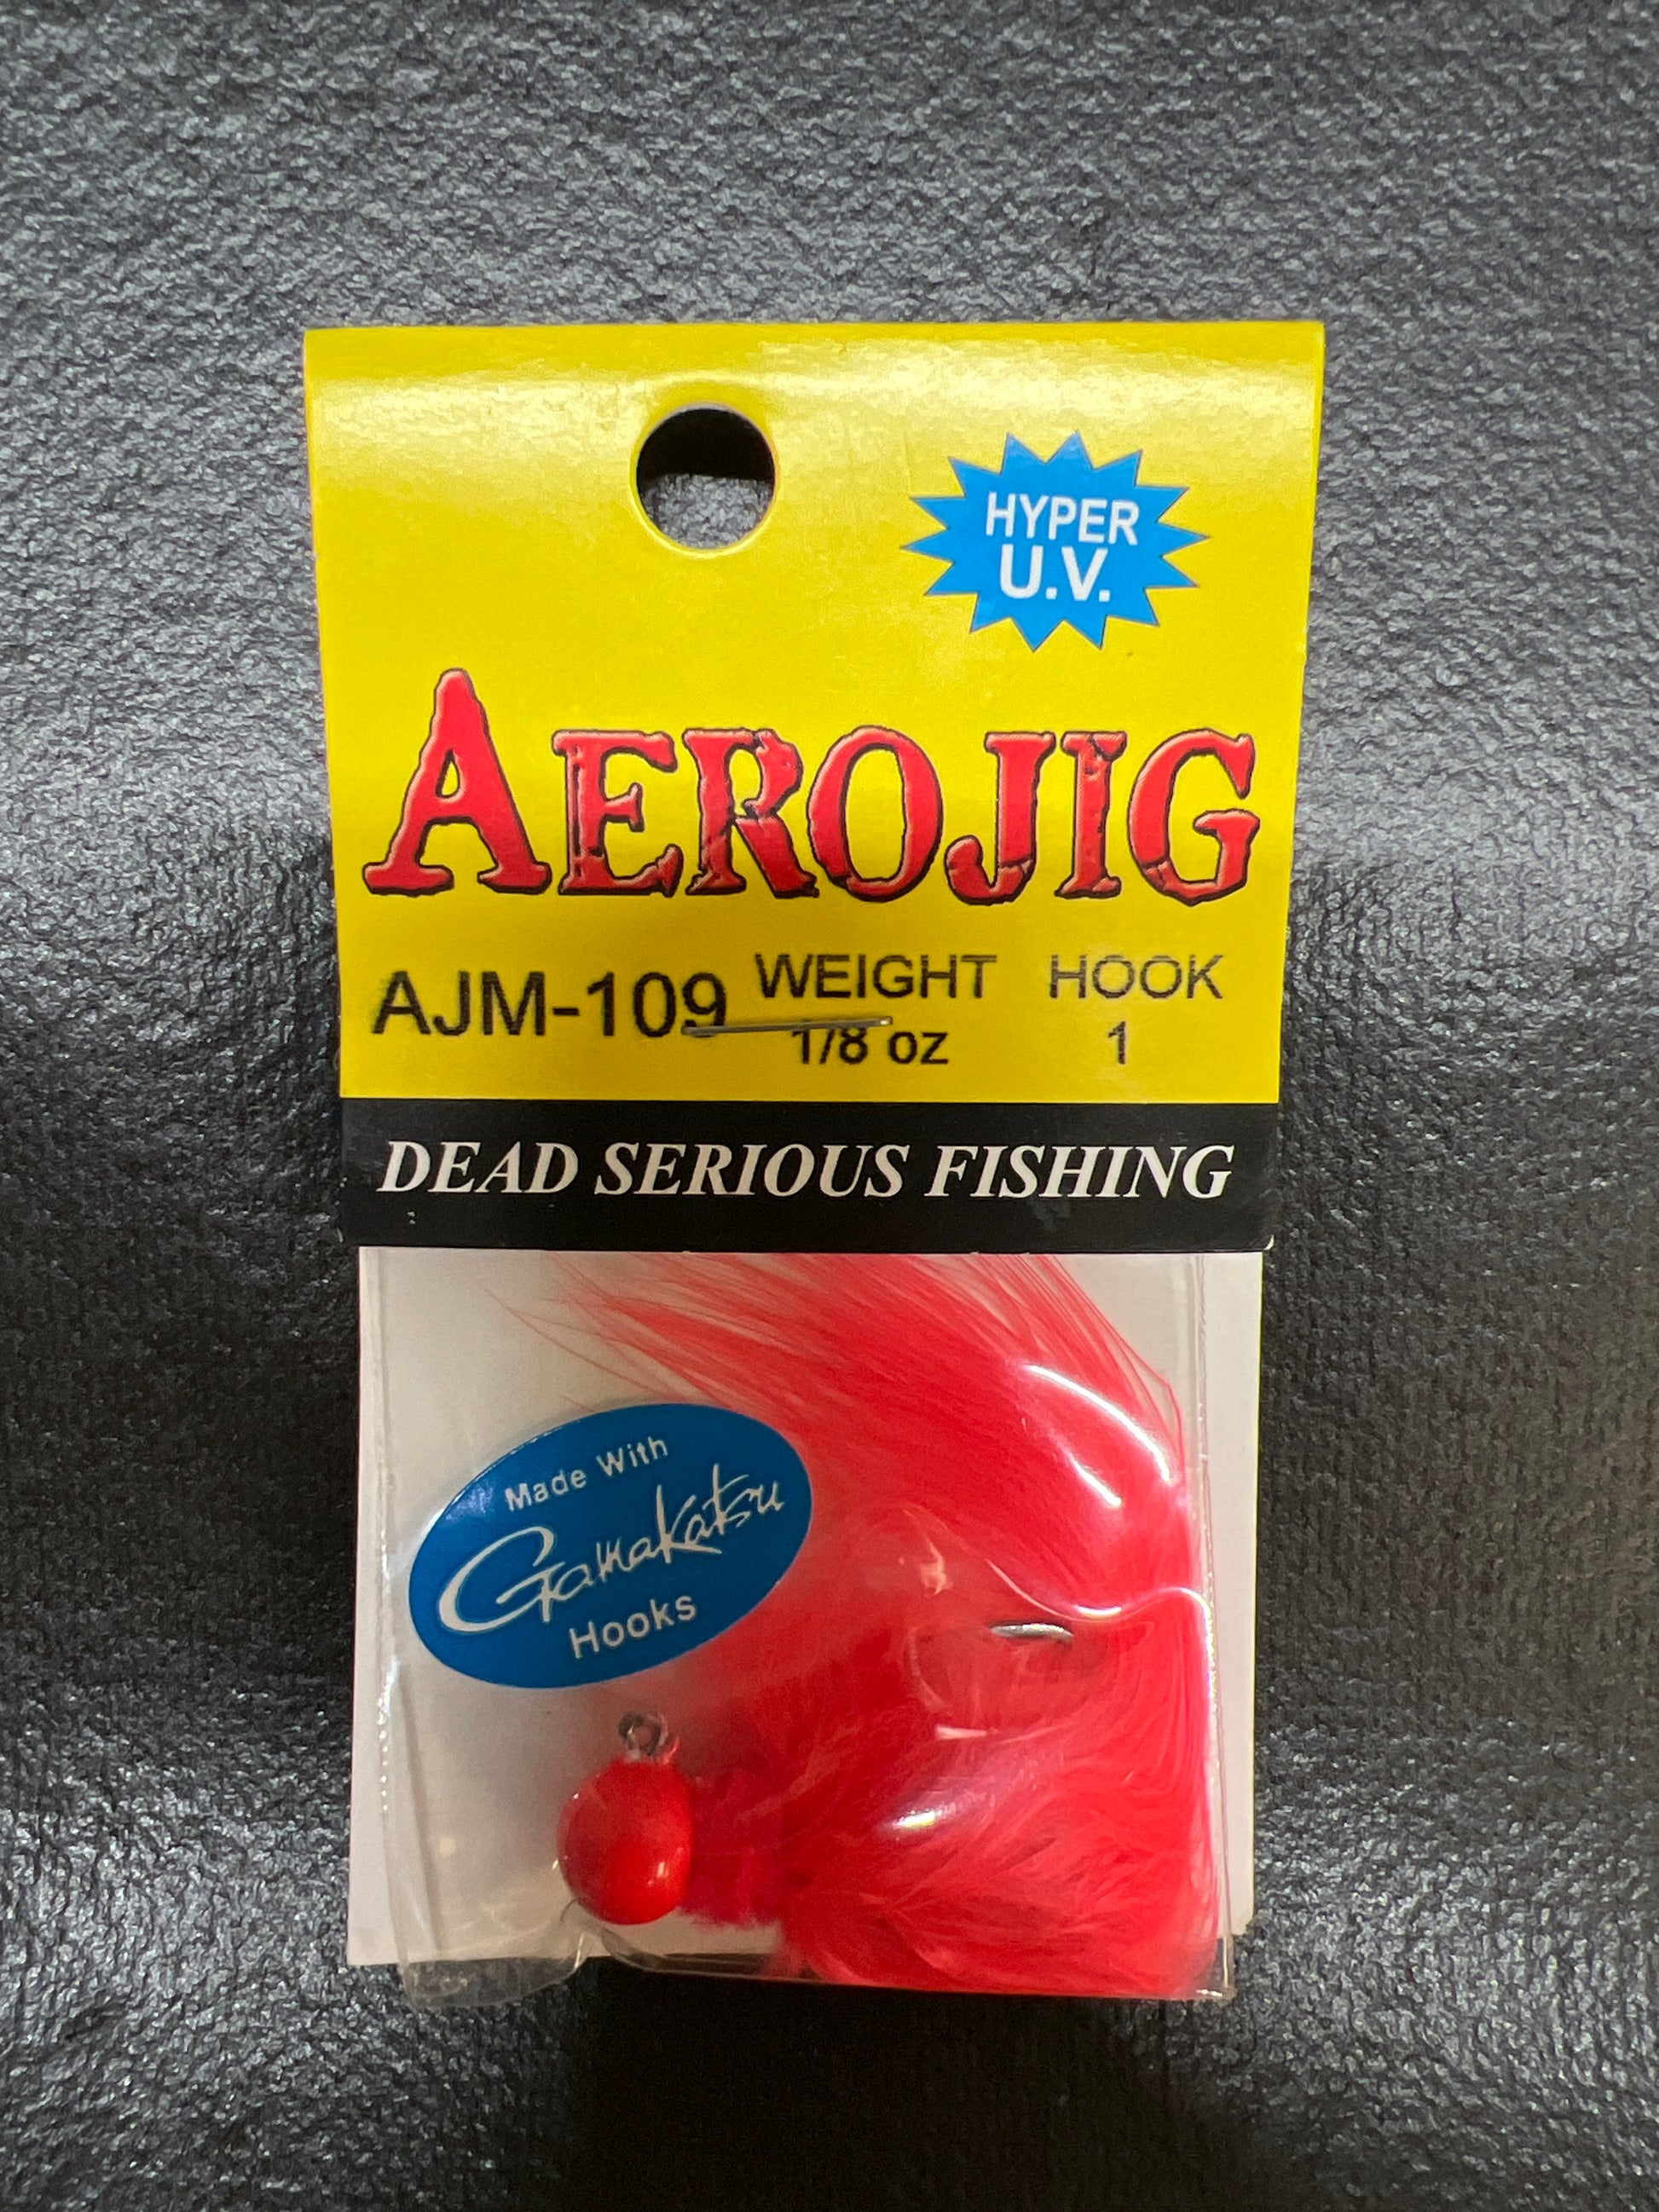 HYPER
U.V.
AEROJIG
AJM-109 WEIGHT HOOK
1/8 oz 1
DEAD SERIOUS FISHING
Made With
Gamakatsu
Hooks